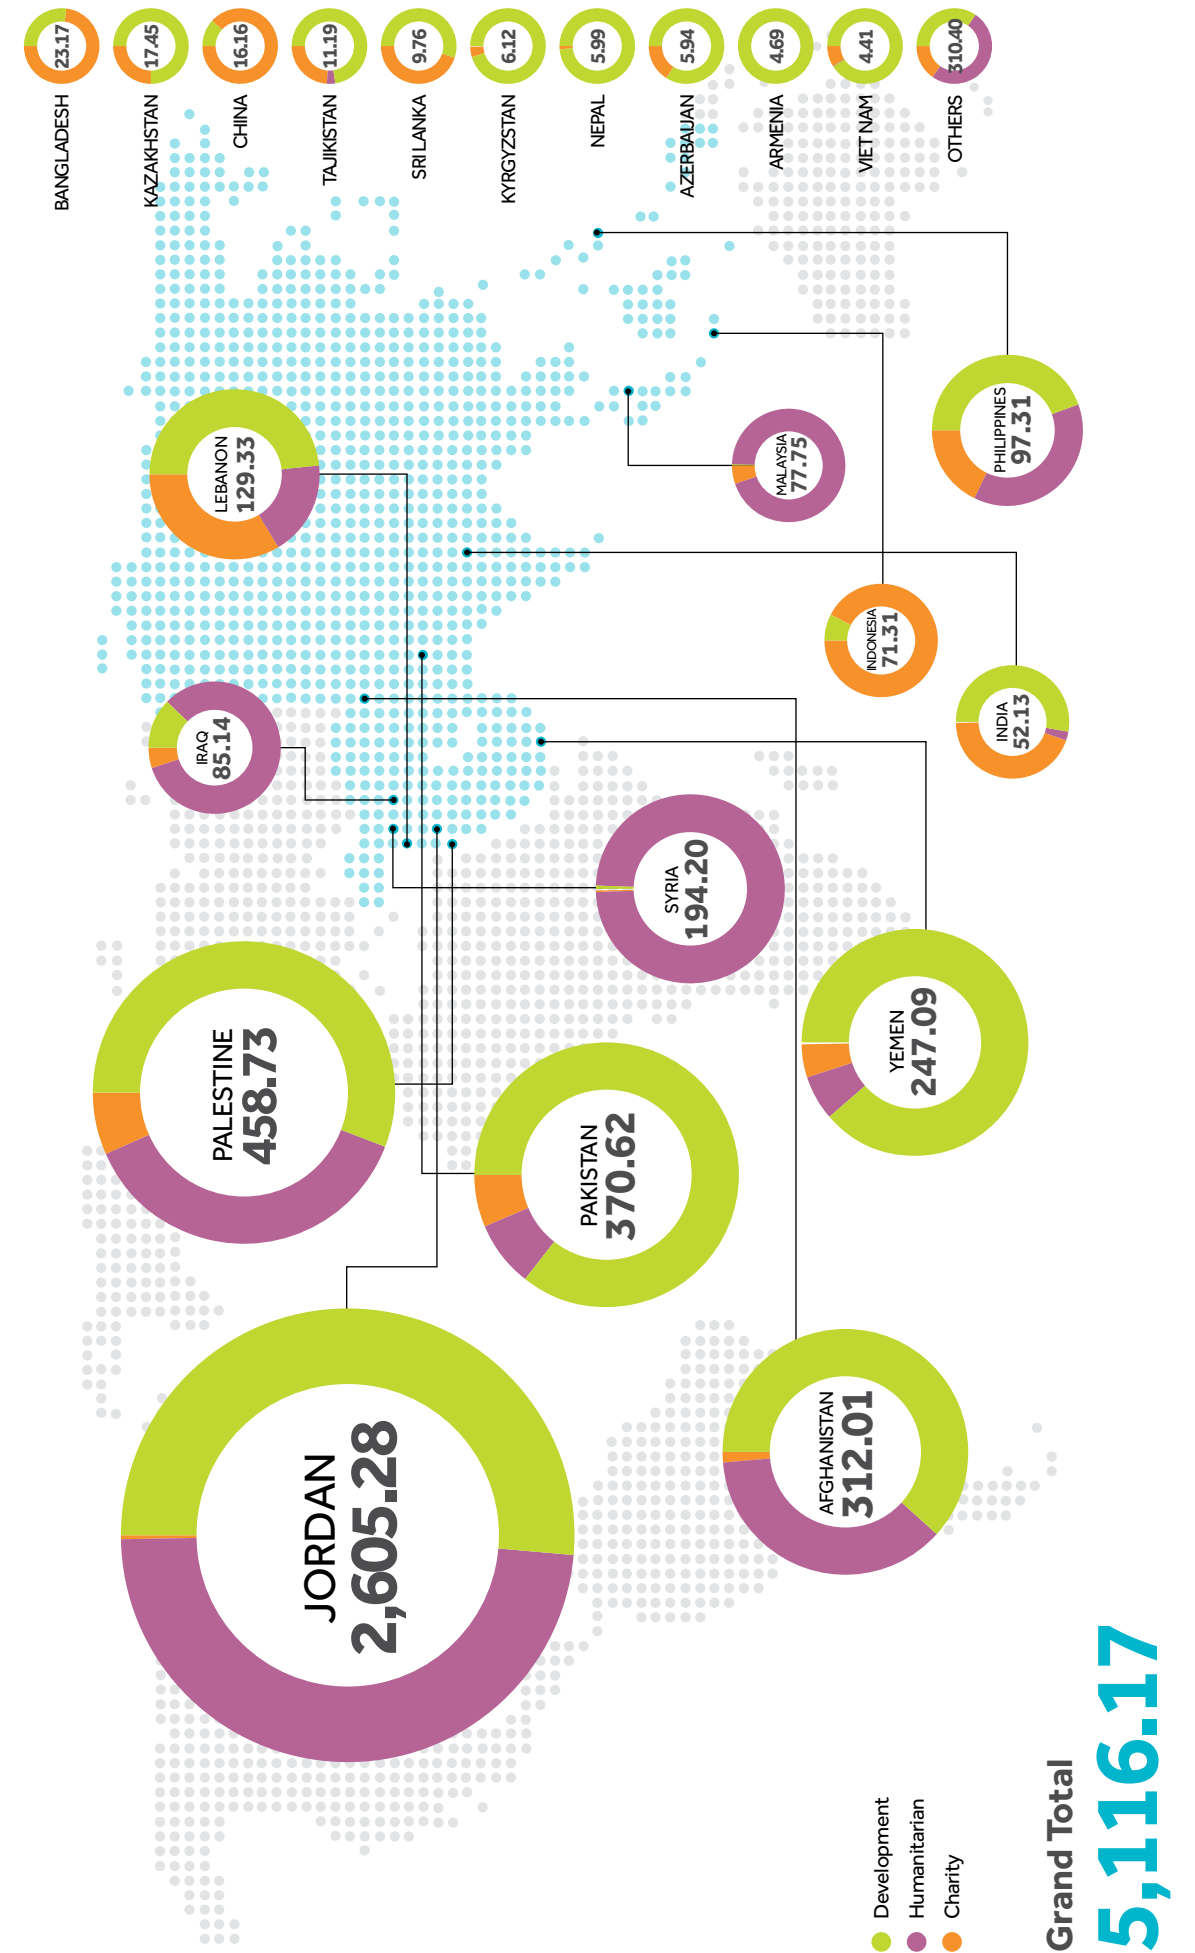 JORDAN
2,605.28
PALESTINE
458.73
PAKISTAN
370.62
AFGHANISTAN
312.01
YEMEN
247.09
SYRIA
194.20
IRAQ
85.14
LEBANON
129.33
INDIA
52.13
INDONESIA
71.31
MALAYSIA
77.75
PHILIPPINES
97.31
BANGLADESH
23.17
KAZAKHSTAN
17.45
CHINA
16.16
TAJIKISTAN
11.19
SRI LANKA
9.76
KYRGYZSTAN
6.12
NEPAL
5.99
AZERBAIJAN
5.94
ARMENIA
4.69
VIET NAM
4.41
OTHERS
310.40
Development
Humanitarian
Charity
Grand Total
5,116.17